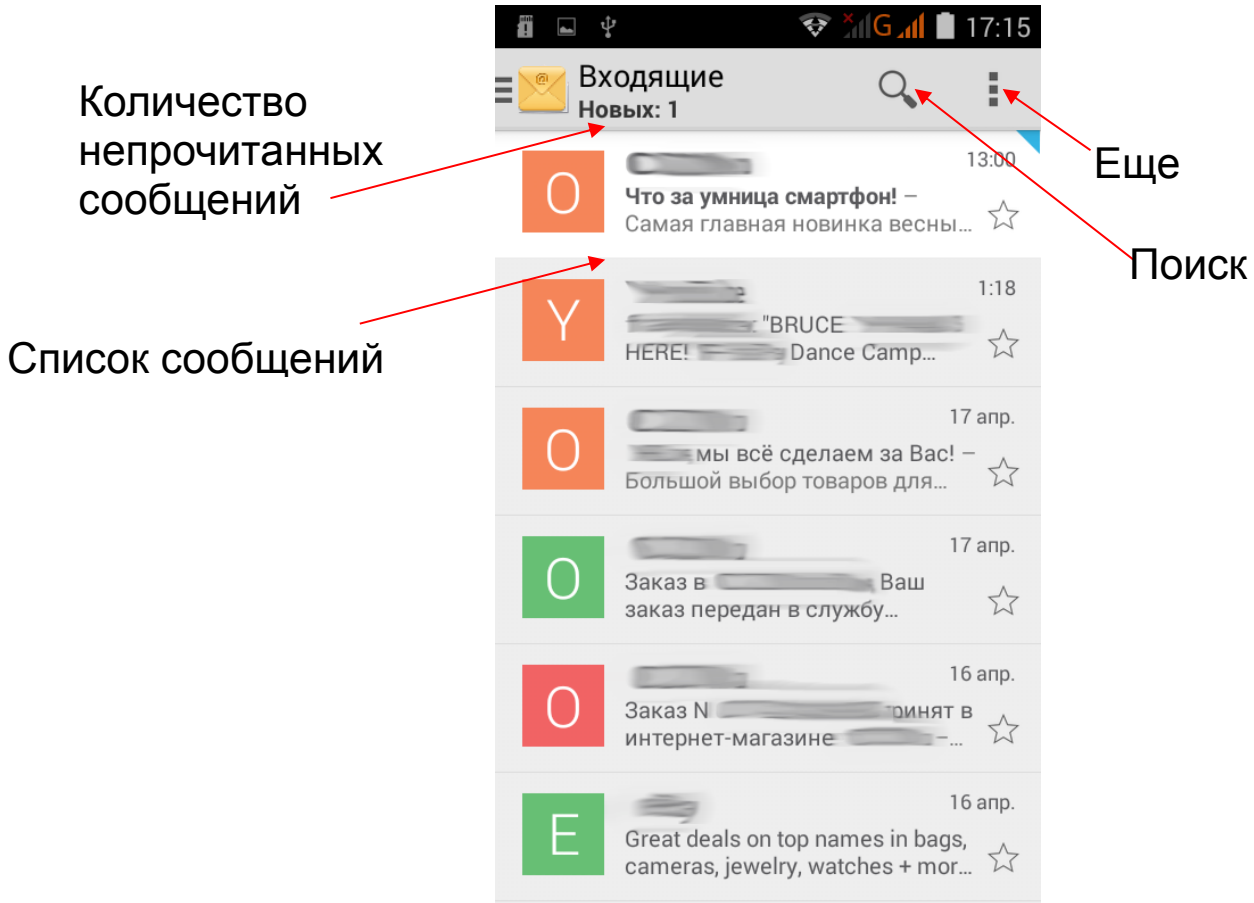 17:15
G
Входящие
Новых: 1
Количество
непрочитанных
сообщений
Еще
Поиск
Список сообщений
O
13:00
Что за умница смартфон! –
Самая главная новинка весны...
Y
1:18
"BRUCE
HERE! Dance Camp...
O
17 апр.
мы всё сделаем за Вас! –
Большой выбор товаров для...
O
17 апр.
Заказ в Ваш
заказ передан в службу...
O
16 апр.
Заказ N в
интернет-магазине –...
E
16 апр.
Great deals on top names in bags,
cameras, jewelry, watches + mor...